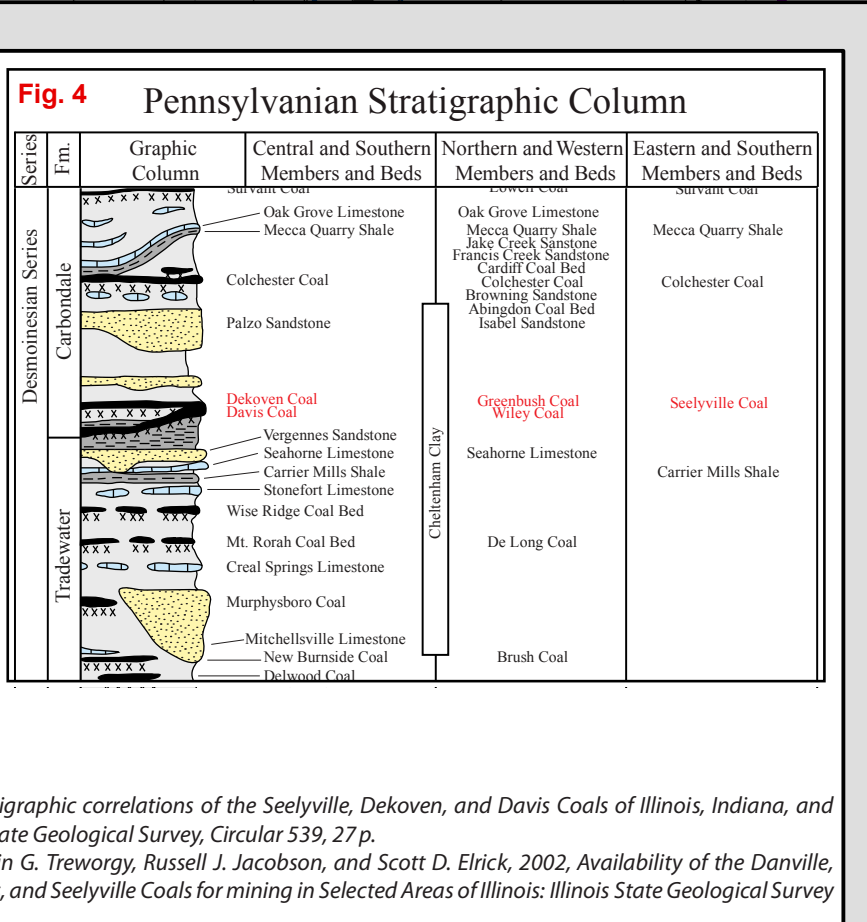 Fig. 4
Pennsylvanian Stratigraphic Column
Series
Fm.
Graphic Column
Central and Southern Members and Beds
Northern and Western Members and Beds
Eastern and Southern Members and Beds
Desmoinesian Series
Carbondale
Tradewater
Survant Coal
Oak Grove Limestone
Mecca Quarry Shale
Colchester Coal
Palzo Sandstone
Dekoven Coal
Davis Coal
Vergennes Sandstone
Seahorne Limestone
Carrier Mills Shale
Stonefort Limestone
Wise Ridge Coal Bed
Mt. Rorah Coal Bed
Creal Springs Limestone
Murphysboro Coal
Mitchellsville Limestone
New Burnside Coal
Delwood Coal
Cheltenham Clay
Lowell Coal
Oak Grove Limestone
Mecca Quarry Shale
Jake Creek Sanstone
Francis Creek Sandstone
Cardiff Coal Bed
Colchester Coal
Browning Sandstone
Abingdon Coal Bed
Isabel Sandstone
Greenbush Coal
Wiley Coal
Seahorne Limestone
De Long Coal
Brush Coal
Survant Coal
Mecca Quarry Shale
Colchester Coal
Seelyville Coal
Carrier Mills Shale
igraphic correlations of the Seelyville, Dekoven, and Davis Coals of Illinois, Indiana, and
ate Geological Survey, Circular 539, 27 p.
in G. Treworgy, Russell J. Jacobson, and Scott D. Elrick, 2002, Availability of the Danville,
, and Seelyville Coals for mining in Selected Areas of Illinois: Illinois State Geological Survey